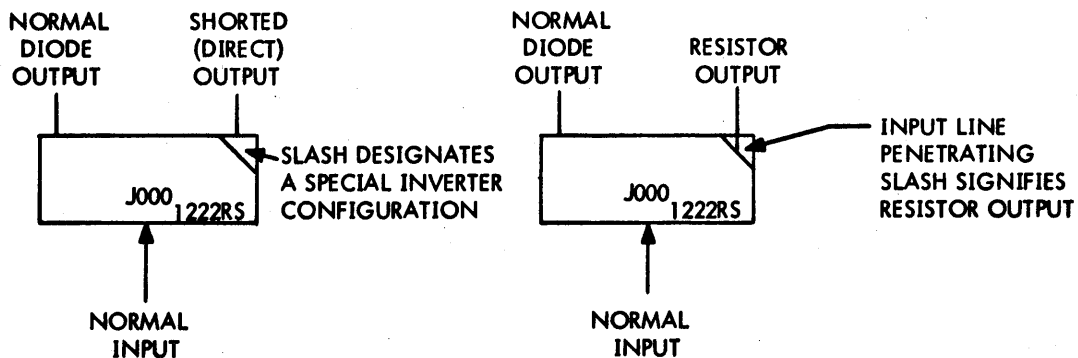 NORMAL
DIODE
OUTPUT
SHORTED
(DIRECT)
OUTPUT
SLASH DESIGNATES
A SPECIAL INVERTER
CONFIGURATION
J000
1222RS
NORMAL
INPUT
NORMAL
DIODE
OUTPUT
RESISTOR
OUTPUT
INPUT LINE
PENETRATING
SLASH SIGNIFIES
RESISTOR OUTPUT
J000
1222RS
NORMAL
INPUT